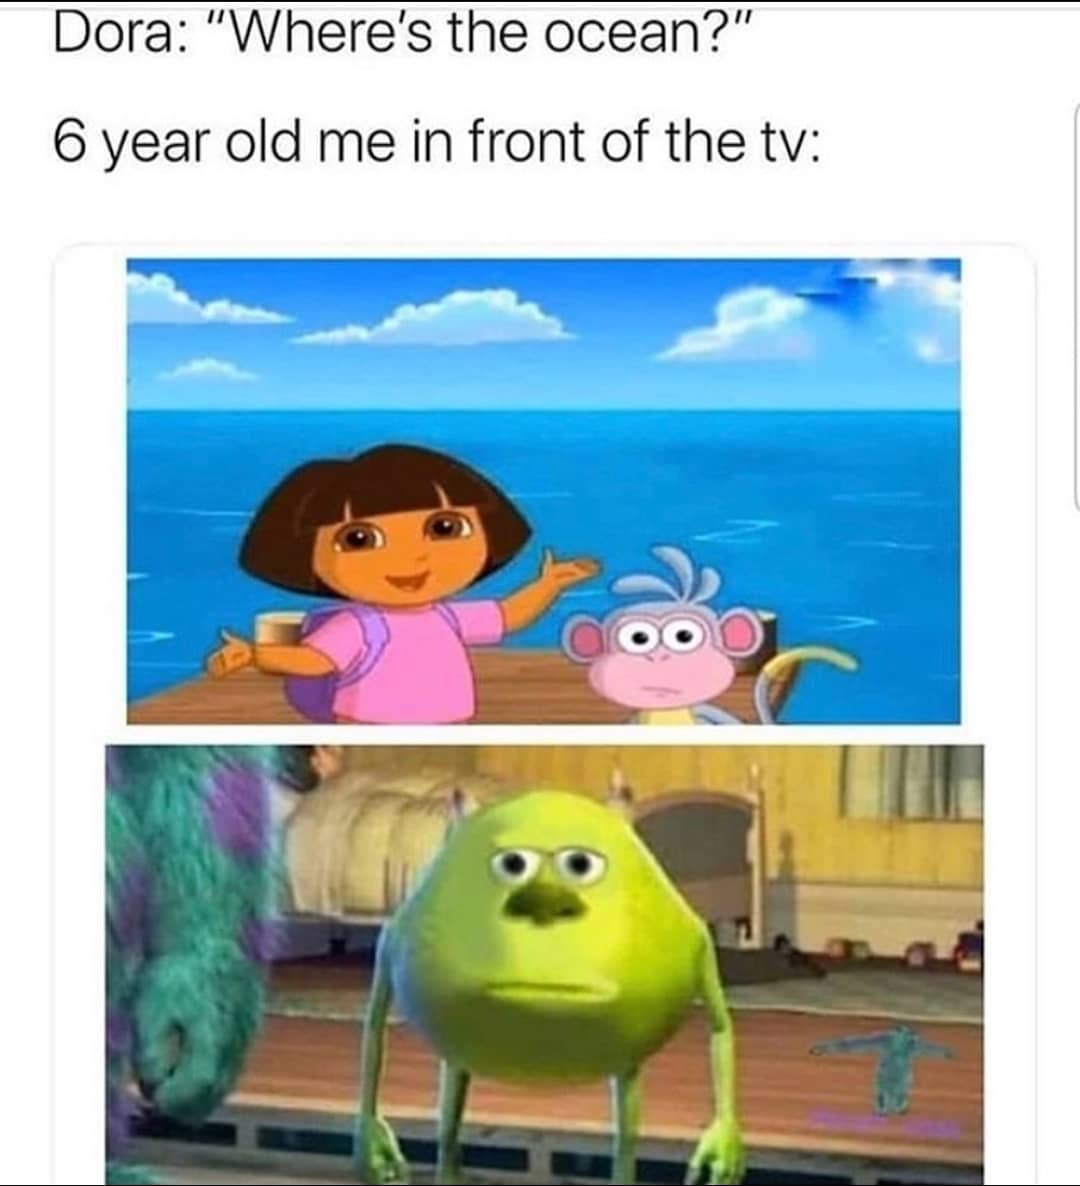 Dora: "Where's the ocean?"
6 year old me in front of the tv: